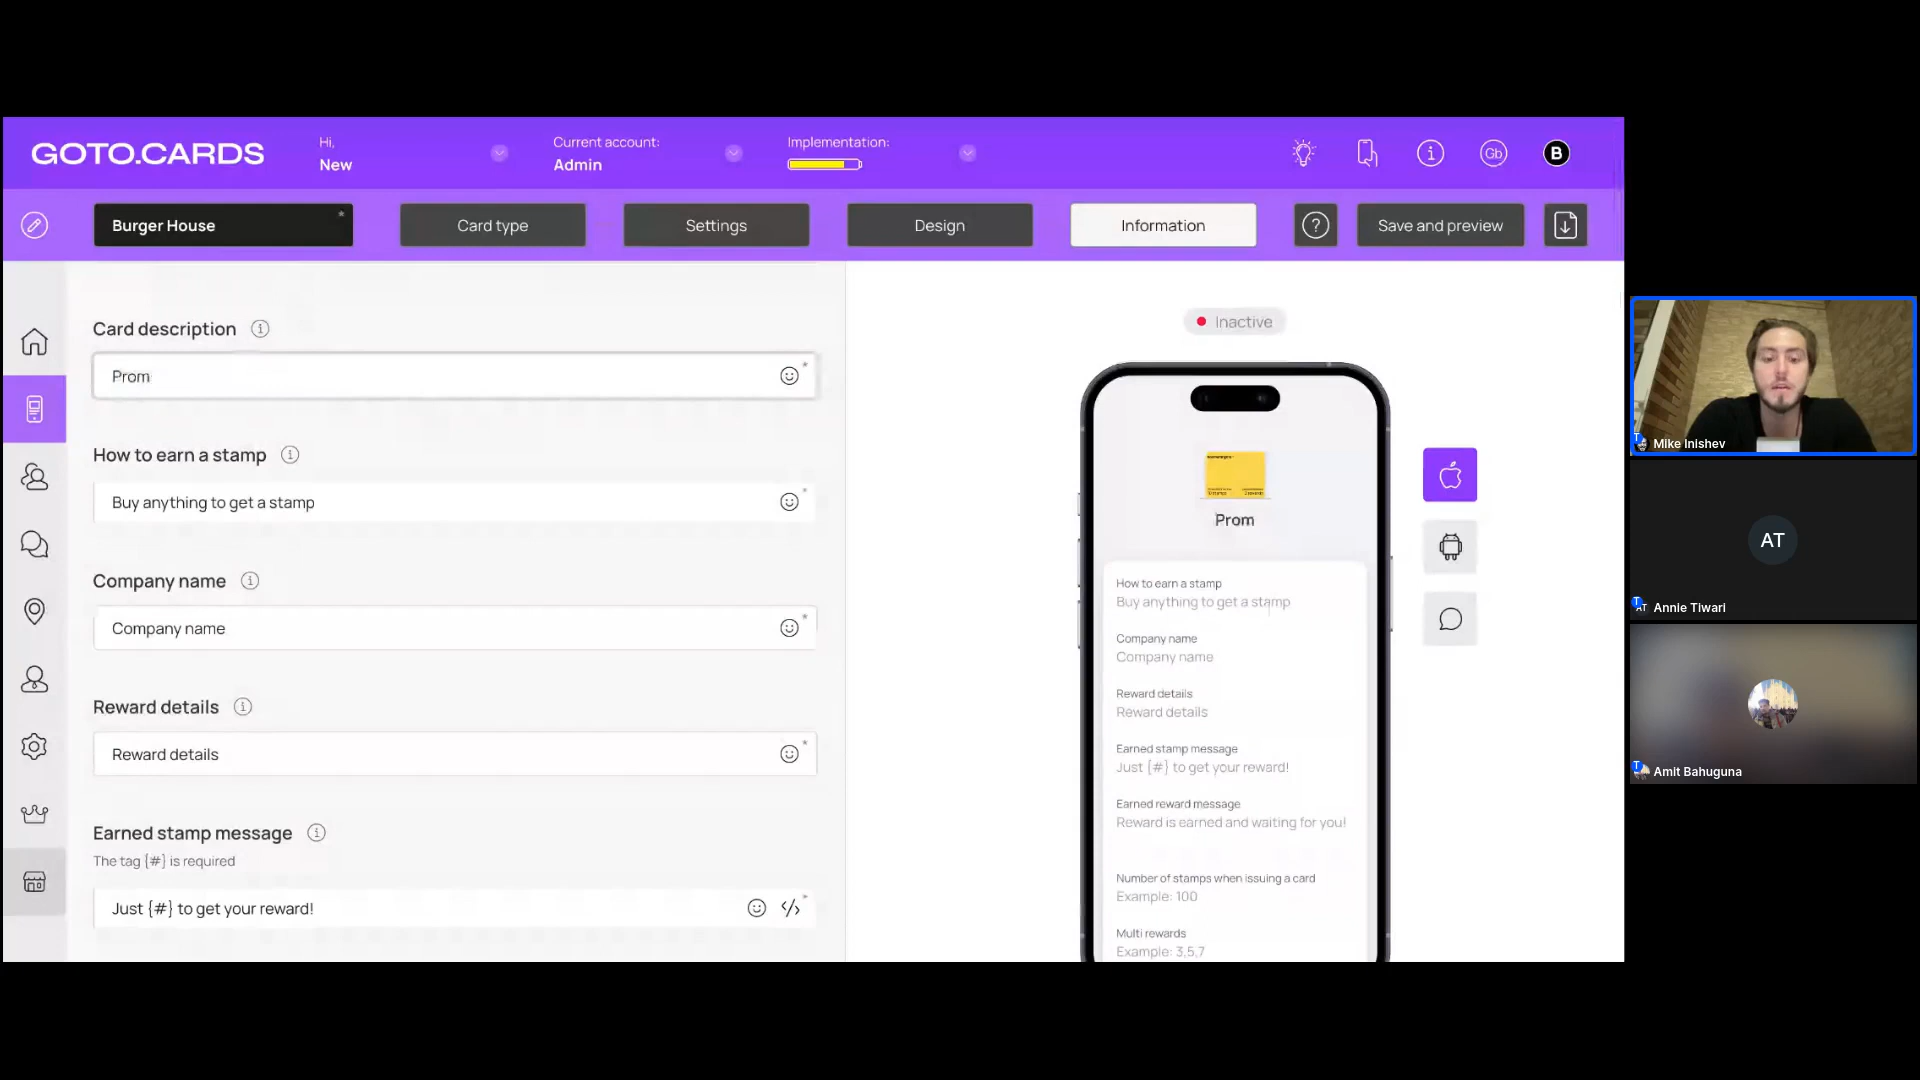 GOTO.CARDS
Hi,
New
Current account:
Admin
Implementation:
Gb
B
Burger House *
Card type
Settings
Design
Information
?
Save and preview
Card description
Prom *
How to earn a stamp
Buy anything to get a stamp *
Company name
Company name *
Reward details
Reward details *
Earned stamp message
The tag {#} is required
Just {#} to get your reward! *
Inactive
Prom
How to earn a stamp
Buy anything to get a stamp
Company name
Company name
Reward details
Reward details
Earned stamp message
Just {#} to get your reward!
Earned reward message
Reward is earned and waiting for you!
Number of stamps when issuing a card
Example: 100
Multi rewards
Example: 3,5,7
Mike Inishev
AT
Annie Tiwari
Amit Bahuguna